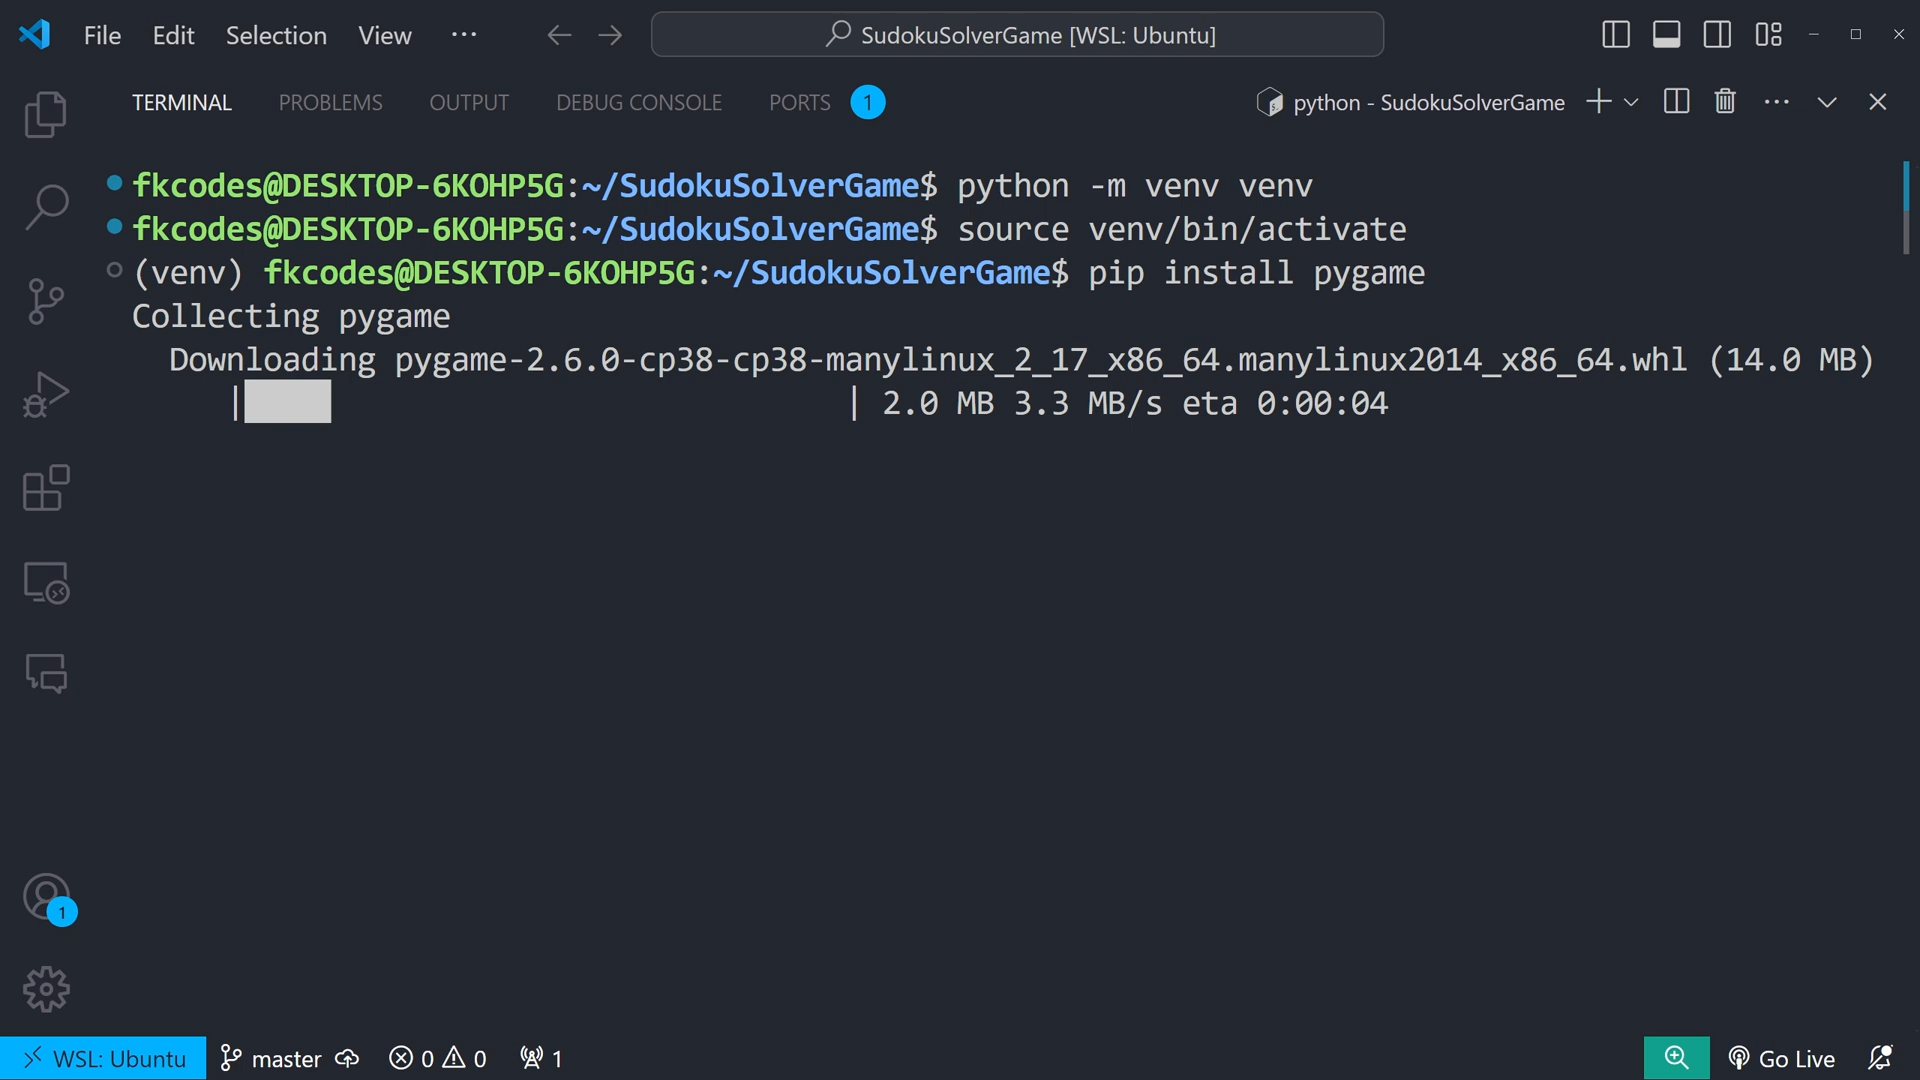 File Edit Selection View ··· SudokuSolverGame [WSL: Ubuntu]
TERMINAL PROBLEMS OUTPUT DEBUG CONSOLE PORTS 1 python - SudokuSolverGame
fkcodes@DESKTOP-6KOHP5G:~/SudokuSolverGame$ python -m venv venv
fkcodes@DESKTOP-6KOHP5G:~/SudokuSolverGame$ source venv/bin/activate
(venv) fkcodes@DESKTOP-6KOHP5G:~/SudokuSolverGame$ pip install pygame
Collecting pygame
Downloading pygame-2.6.0-cp38-cp38-manylinux_2_17_x86_64.manylinux2014_x86_64.whl (14.0 MB)
|████ | 2.0 MB 3.3 MB/s eta 0:00:04
1
WSL: Ubuntu master 0 0 1 Go Live